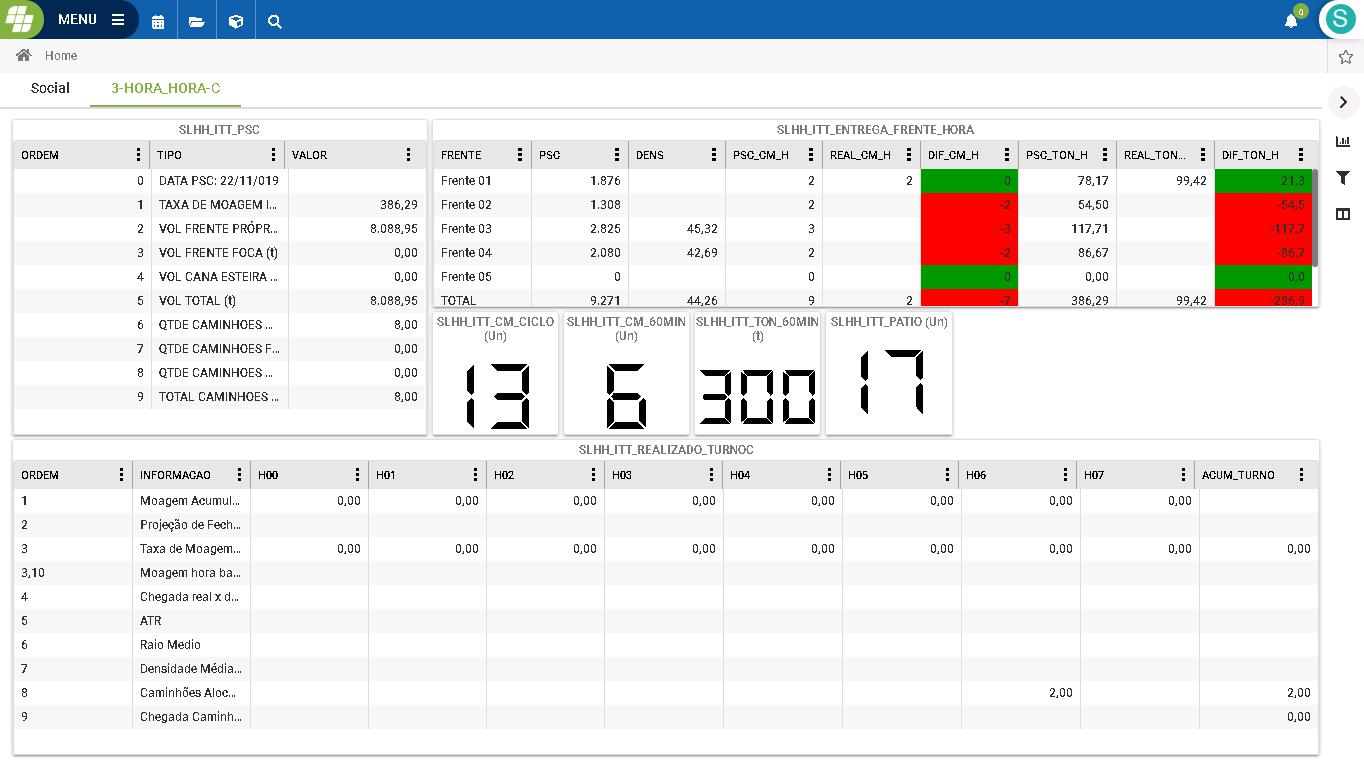 MENU
0
S
Home
Social 3-HORA_HORA-C
SLHH_ITT_PSC
ORDEM TIPO VALOR
0 DATA PSC: 22/11/019
1 TAXA DE MOAGEM I... 386,29
2 VOL FRENTE PRÓPR... 8.088,95
3 VOL FRENTE FOCA (t) 0,00
4 VOL CANA ESTEIRA ... 0,00
5 VOL TOTAL (t) 8.088,95
6 QTDE CAMINHOES ... 8,00
7 QTDE CAMINHOES F... 0,00
8 QTDE CAMINHOES ... 0,00
9 TOTAL CAMINHOES ... 8,00
SLHH_ITT_ENTREGA_FRENTE_HORA
FRENTE PSC DENS PSC_CM_H REAL_CM_H DIF_CM_H PSC_TON_H REAL_TON... DIF_TON_H
Frente 01 1.876 2 2 0 78,17 99,42 21,3
Frente 02 1.308 2 -2 54,50 -54,5
Frente 03 2.825 45,32 3 -3 117,71 -117,7
Frente 04 2.080 42,69 2 -2 86,67 -86,7
Frente 05 0 0 0 0,00 0,0
TOTAL 9.271 44,26 9 2 -7 386,29 99,42 -286,9
SLHH_ITT_CM_CICLO
(Un)
13
SLHH_ITT_CM_60MIN
(Un)
6
SLHH_ITT_TON_60MIN
(t)
300
SLHH_ITT_PATIO (Un)
17
SLHH_ITT_REALIZADO_TURNOC
ORDEM INFORMACAO H00 H01 H02 H03 H04 H05 H06 H07 ACUM_TURNO
1 Moagem Acumul... 0,00 0,00 0,00 0,00 0,00 0,00 0,00 0,00
2 Projeção de Fech...
3 Taxa de Moagem... 0,00 0,00 0,00 0,00 0,00 0,00 0,00 0,00 0,00
3,10 Moagem hora ba...
4 Chegada real x d...
5 ATR
6 Raio Medio
7 Densidade Média...
8 Caminhões Aloc... 2,00 2,00
9 Chegada Caminh... 0,00